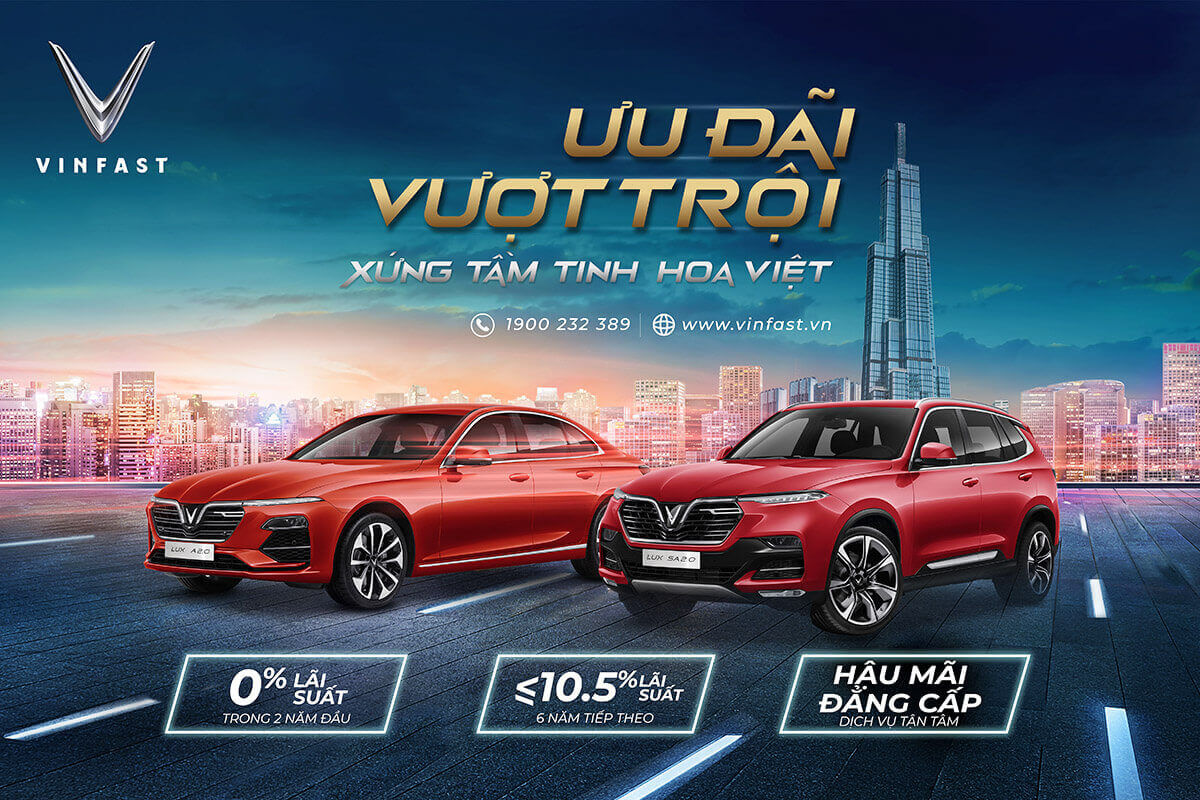 VINFAST
ƯU ĐÃI
VƯỢT TRỘI
XỨNG TẦM TINH HOA VIỆT
1900 232 389 | www.vinfast.vn
LUX A2.0
LUX SA2.0
0% LÃI SUẤT
TRONG 2 NĂM ĐẦU
≤10.5% LÃI SUẤT
6 NĂM TIẾP THEO
HẬU MÃI
ĐẲNG CẤP
DỊCH VỤ TẬN TÂM